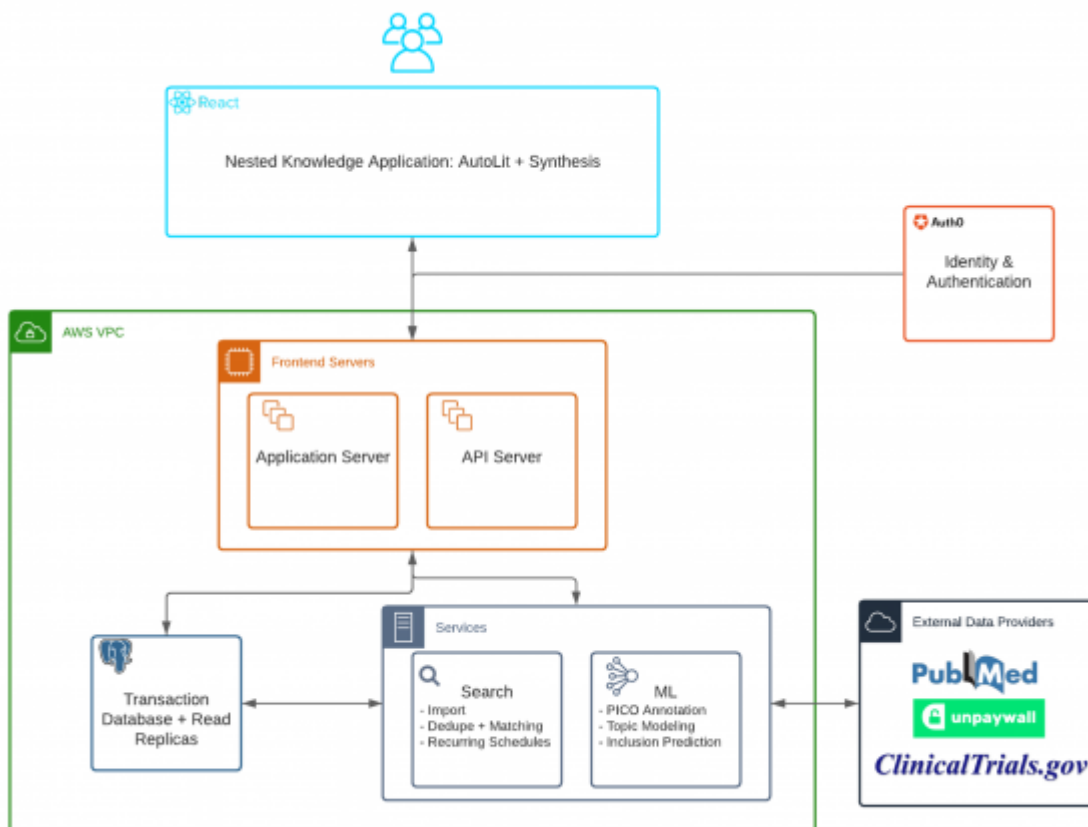 React
Nested Knowledge Application: AutoLit + Synthesis
Auth0
Identity &
Authentication
AWS VPC
Frontend Servers
Application Server
API Server
Services
Search
- Import
- Dedupe + Matching
- Recurring Schedules
ML
- PICO Annotation
- Topic Modeling
- Inclusion Prediction
Transaction
Database + Read
Replicas
External Data Providers
PubMed
unpaywall
ClinicalTrials.gov